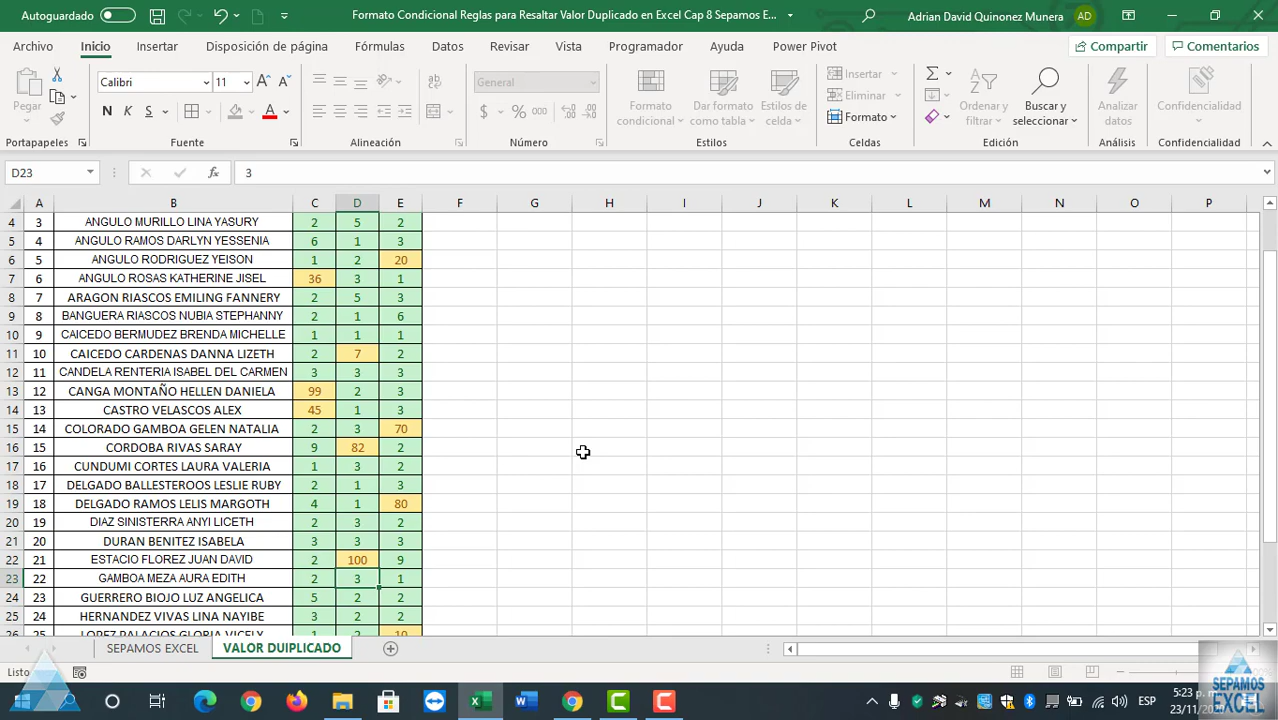 Autoguardado
Formato Condicional Reglas para Resaltar Valor Duplicado en Excel Cap 8 Sepamos E...
Adrian David Quinonez Munera AD
Archivo Inicio Insertar Disposición de página Fórmulas Datos Revisar Vista Programador Ayuda Power Pivot Compartir Comentarios
Pegar
Calibri 11
N K S
ab
General
$ % 000
Formato condicional
Dar formato como tabla
Estilos de celda
Insertar
Eliminar
Formato
Ordenar y filtrar
Buscar y seleccionar
Analizar datos
Confidencialidad
Portapapeles Fuente Alineación Número Estilos Celdas Edición Análisis Confidencialidad
D23 fx 3
A B C D E F G H I J K L M N O P
4 3 ANGULO MURILLO LINA YASURY 2 5 2
5 4 ANGULO RAMOS DARLYN YESSENIA 6 1 3
6 5 ANGULO RODRIGUEZ YEISON 1 2 20
7 6 ANGULO ROSAS KATHERINE JISEL 36 3 1
8 7 ARAGON RIASCOS EMILING FANNERY 2 5 3
9 8 BANGUERA RIASCOS NUBIA STEPHANNY 2 1 6
10 9 CAICEDO BERMUDEZ BRENDA MICHELLE 1 1 1
11 10 CAICEDO CARDENAS DANNA LIZETH 2 7 2
12 11 CANDELA RENTERIA ISABEL DEL CARMEN 3 3 3
13 12 CANGA MONTAÑO HELLEN DANIELA 99 2 3
14 13 CASTRO VELASCOS ALEX 45 1 3
15 14 COLORADO GAMBOA GELEN NATALIA 2 3 70
16 15 CORDOBA RIVAS SARAY 9 82 2
17 16 CUNDUMI CORTES LAURA VALERIA 1 3 2
18 17 DELGADO BALLESTEROOS LESLIE RUBY 2 1 3
19 18 DELGADO RAMOS LELIS MARGOTH 4 1 80
20 19 DIAZ SINISTERRA ANYI LICETH 2 3 2
21 20 DURAN BENITEZ ISABELA 3 3 3
22 21 ESTACIO FLOREZ JUAN DAVID 2 100 9
23 22 GAMBOA MEZA AURA EDITH 2 3 1
24 23 GUERRERO BIOJO LUZ ANGELICA 5 2 2
25 24 HERNANDEZ VIVAS LINA NAYIBE 3 2 2
26 25 LOPEZ PALACIOS GLORIA VICELY 1 2 10
SEPAMOS EXCEL VALOR DUIPLICADO
Listo
SEPAMOS
EXCEL
ESP
5:23 p.